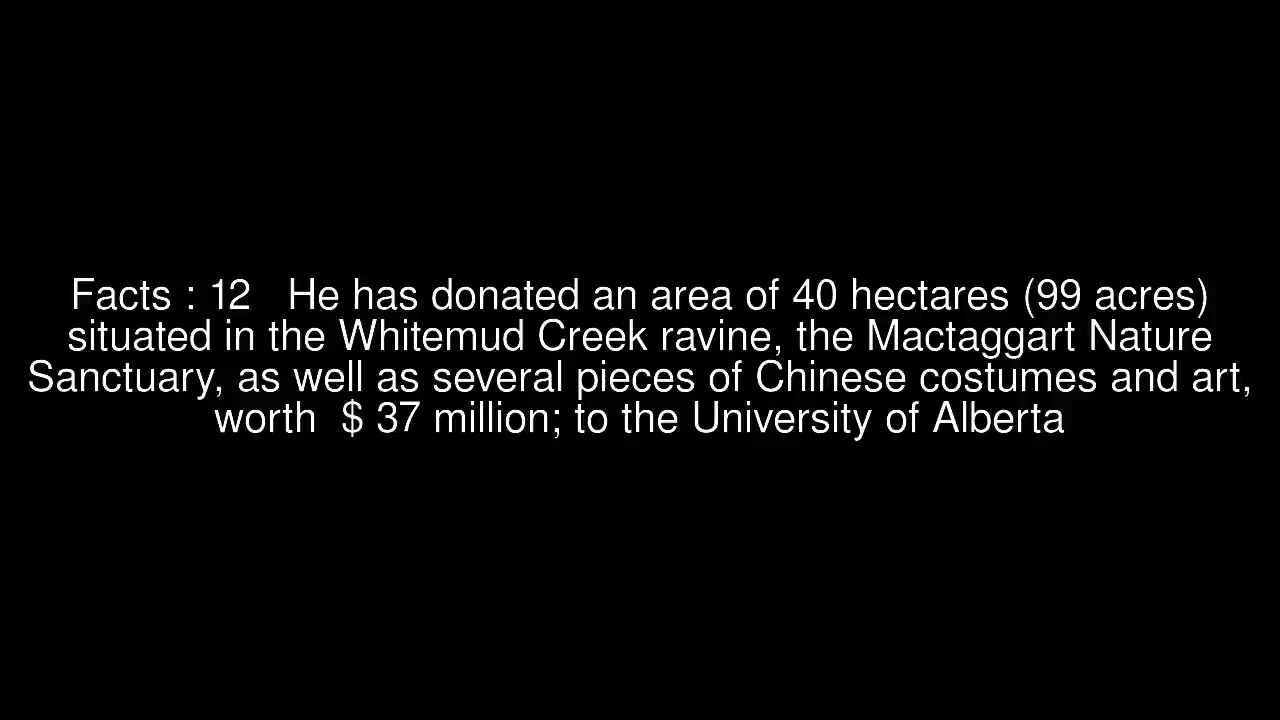 Facts : 12   He has donated an area of 40 hectares (99 acres)
situated in the Whitemud Creek ravine, the Mactaggart Nature
Sanctuary, as well as several pieces of Chinese costumes and art,
worth  $ 37 million; to the University of Alberta